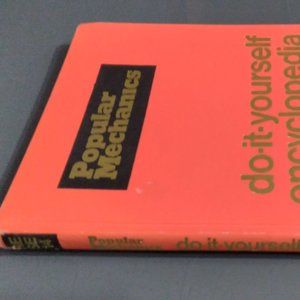 Popular
Mechanics
do-it-yourself
encyclopedia
Popular
Mechanics
do-it-yourself